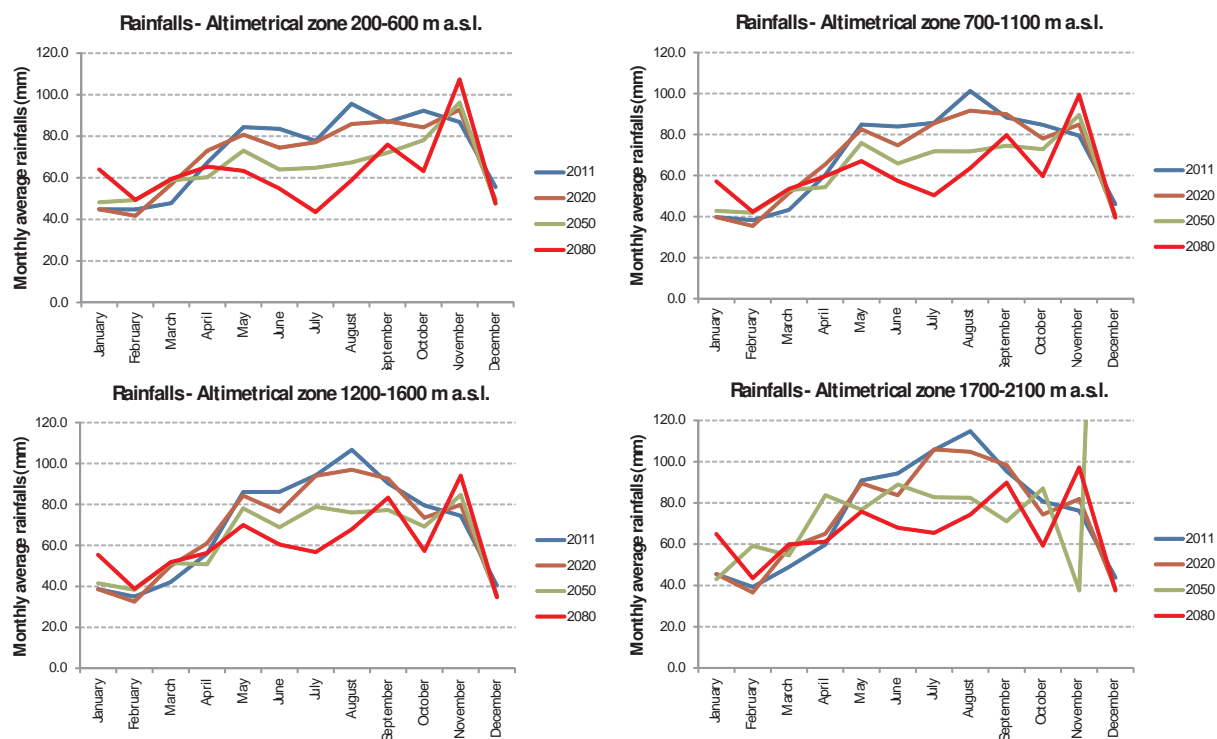 Rainfalls - Altimetrical zone 200-600 m a.s.l.
Monthly average rainfalls (mm)
120.0
100.0
80.0
60.0
40.0
20.0
0.0
January
February
March
April
May
June
July
August
September
October
November
December
2011
2020
2050
2080
Rainfalls - Altimetrical zone 700-1100 m a.s.l.
Monthly average rainfalls (mm)
120.0
100.0
80.0
60.0
40.0
20.0
0.0
January
February
March
April
May
June
July
August
September
October
November
December
2011
2020
2050
2080
Rainfalls - Altimetrical zone 1200-1600 m a.s.l.
Monthly average rainfalls (mm)
120.0
100.0
80.0
60.0
40.0
20.0
0.0
January
February
March
April
May
June
July
August
September
October
November
December
2011
2020
2050
2080
Rainfalls - Altimetrical zone 1700-2100 m a.s.l.
Monthly average rainfalls (mm)
120.0
100.0
80.0
60.0
40.0
20.0
0.0
January
February
March
April
May
June
July
August
September
October
November
December
2011
2020
2050
2080